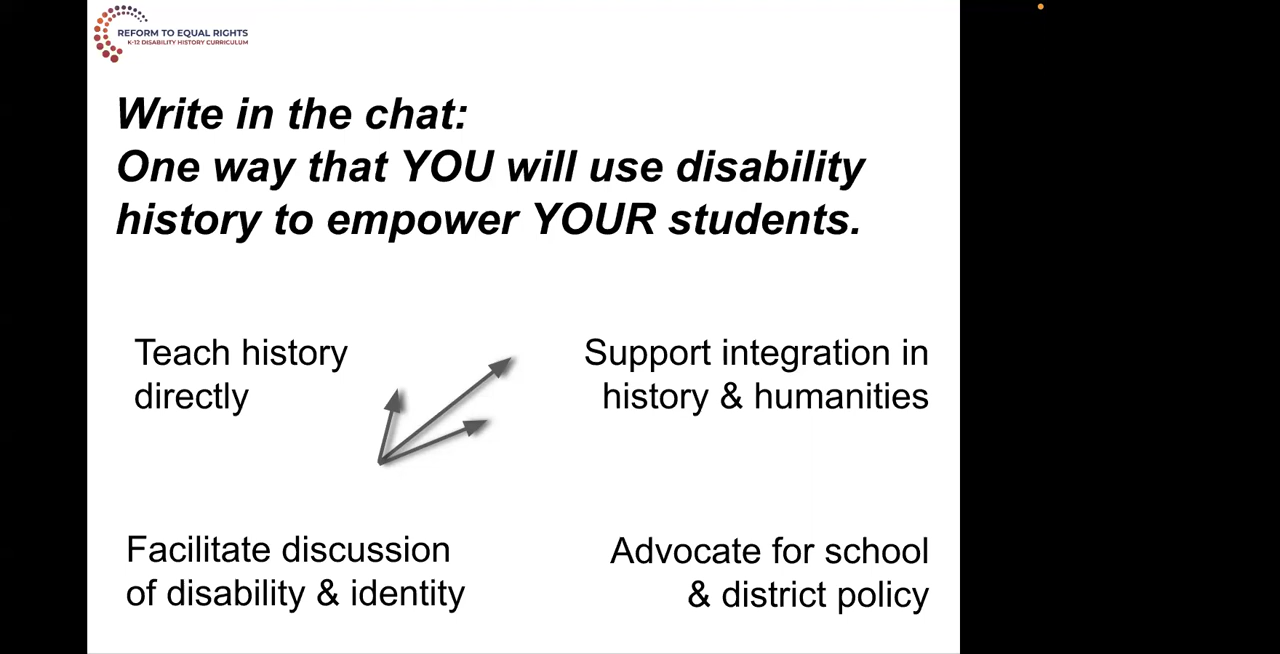 REFORM TO EQUAL RIGHTS
K-12 DISABILITY HISTORY CURRICULUM
Write in the chat:
One way that YOU will use disability
history to empower YOUR students.
Teach history
directly
Support integration in
history & humanities
Facilitate discussion
of disability & identity
Advocate for school
& district policy